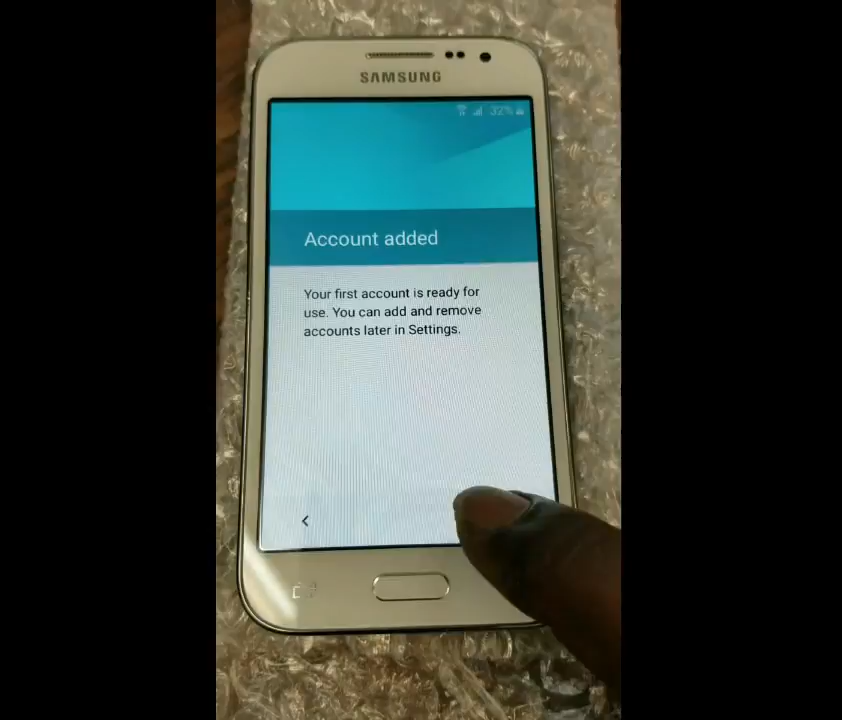 SAMSUNG
32%
Account added
Your first account is ready for
use. You can add and remove
accounts later in Settings.